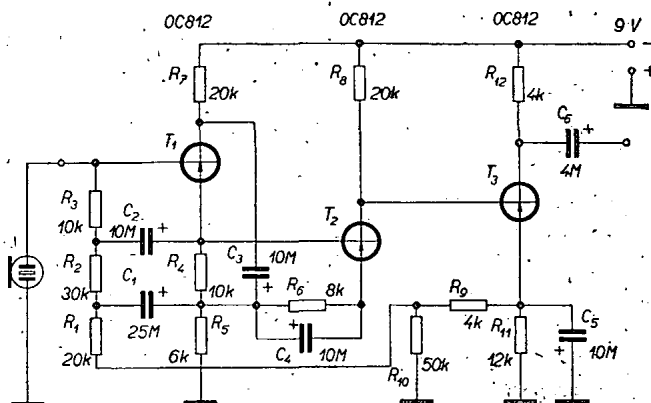 OC812 OC812 OC812
9 V
−
+
R7
20k
R8
20k
R12
4k
C6
+
4M
T1
T2
T3
R3
10k
C2
10M +
R2
30k
C1
+
25M
R1
20k
R4
10k
R5
6k
C3
10M
+
R6 8k
+
C4 10M
R9
4k
R10
50k
R11
12k
C5
+
10M